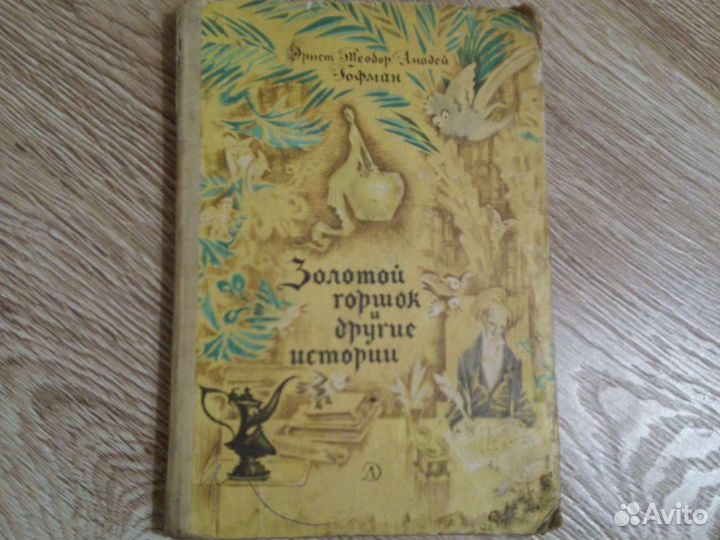 Эрнст Теодор Амадей
Гофман
Золотой
горшок
и
другие
истории
Д
Avito